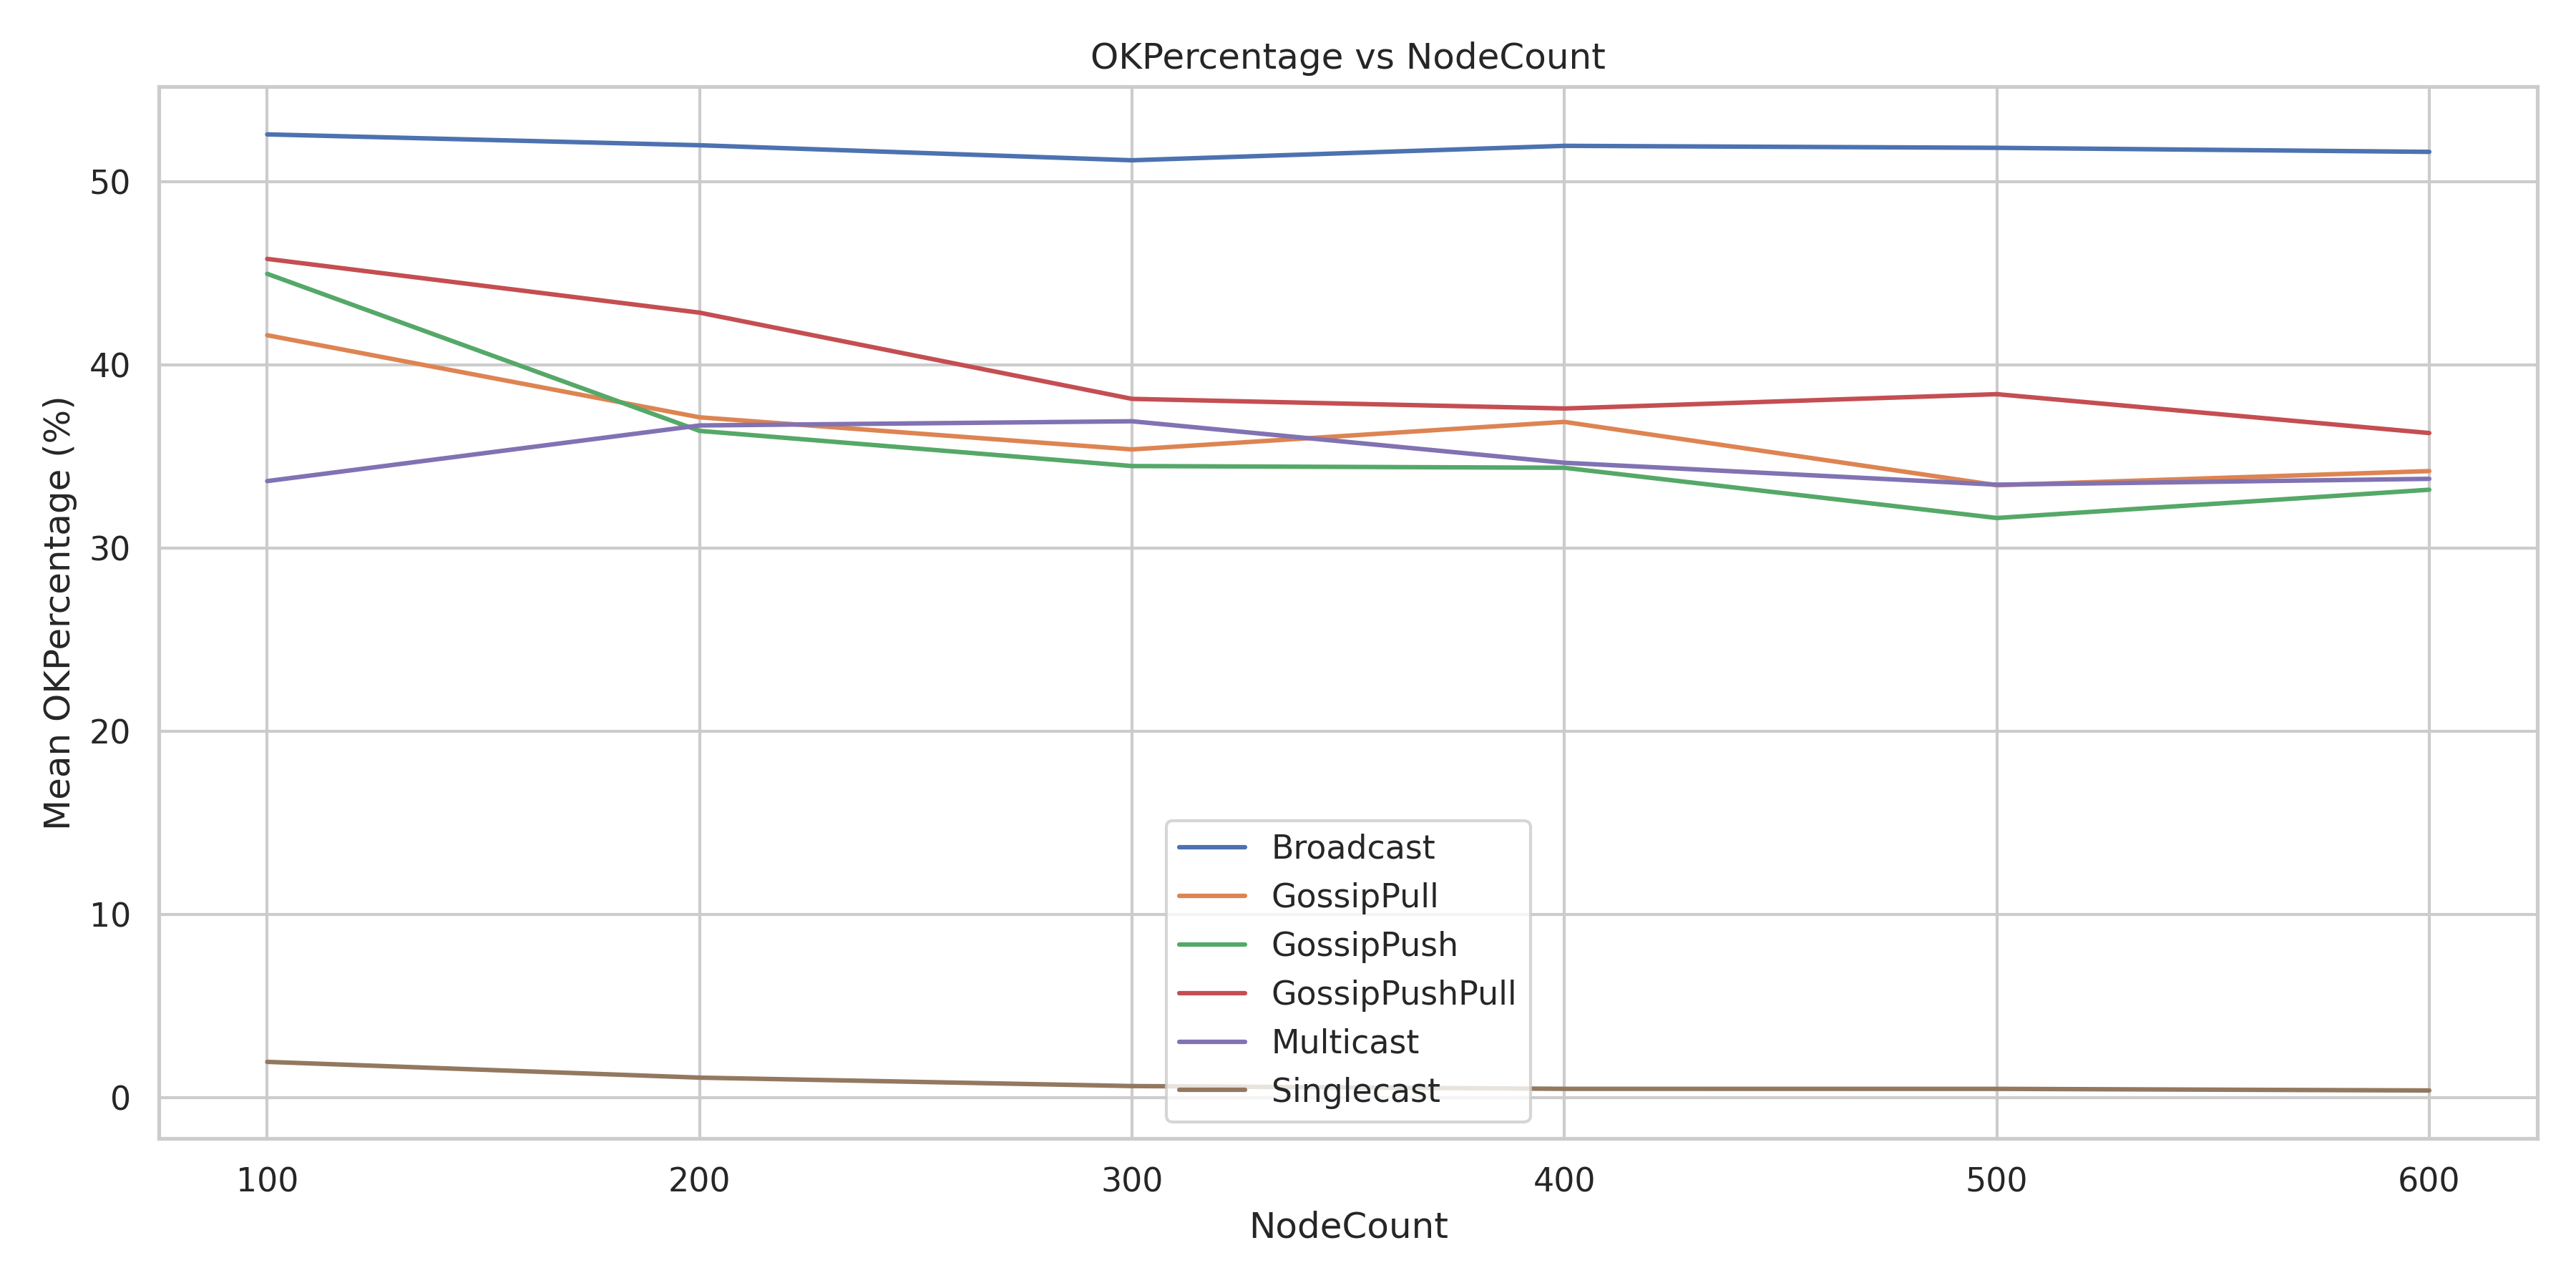 OKPercentage vs NodeCount
Mean OKPercentage (%)
50
40
30
20
10
0
Broadcast
GossipPull
GossipPush
GossipPushPull
Multicast
Singlecast
100 200 300 400 500 600
NodeCount